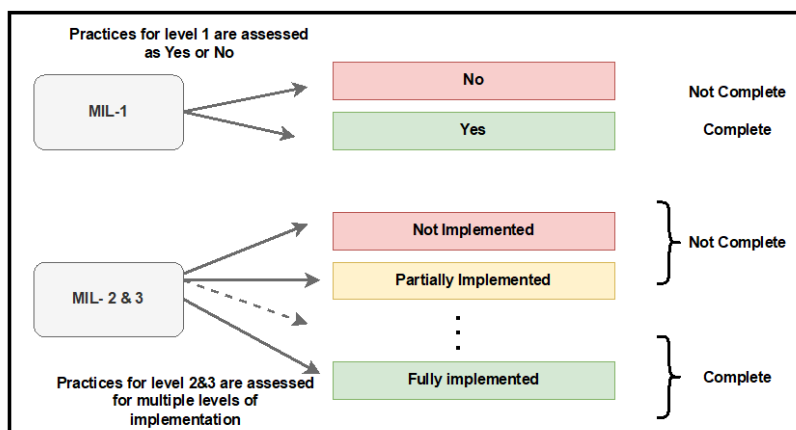 Practices for level 1 are assessed
as Yes or No
MIL-1
No
Not Complete
Yes
Complete
Not Implemented
Not Complete
MIL- 2 & 3
Partially Implemented
Fully implemented
Complete
Practices for level 2&3 are assessed
for multiple levels of
implementation